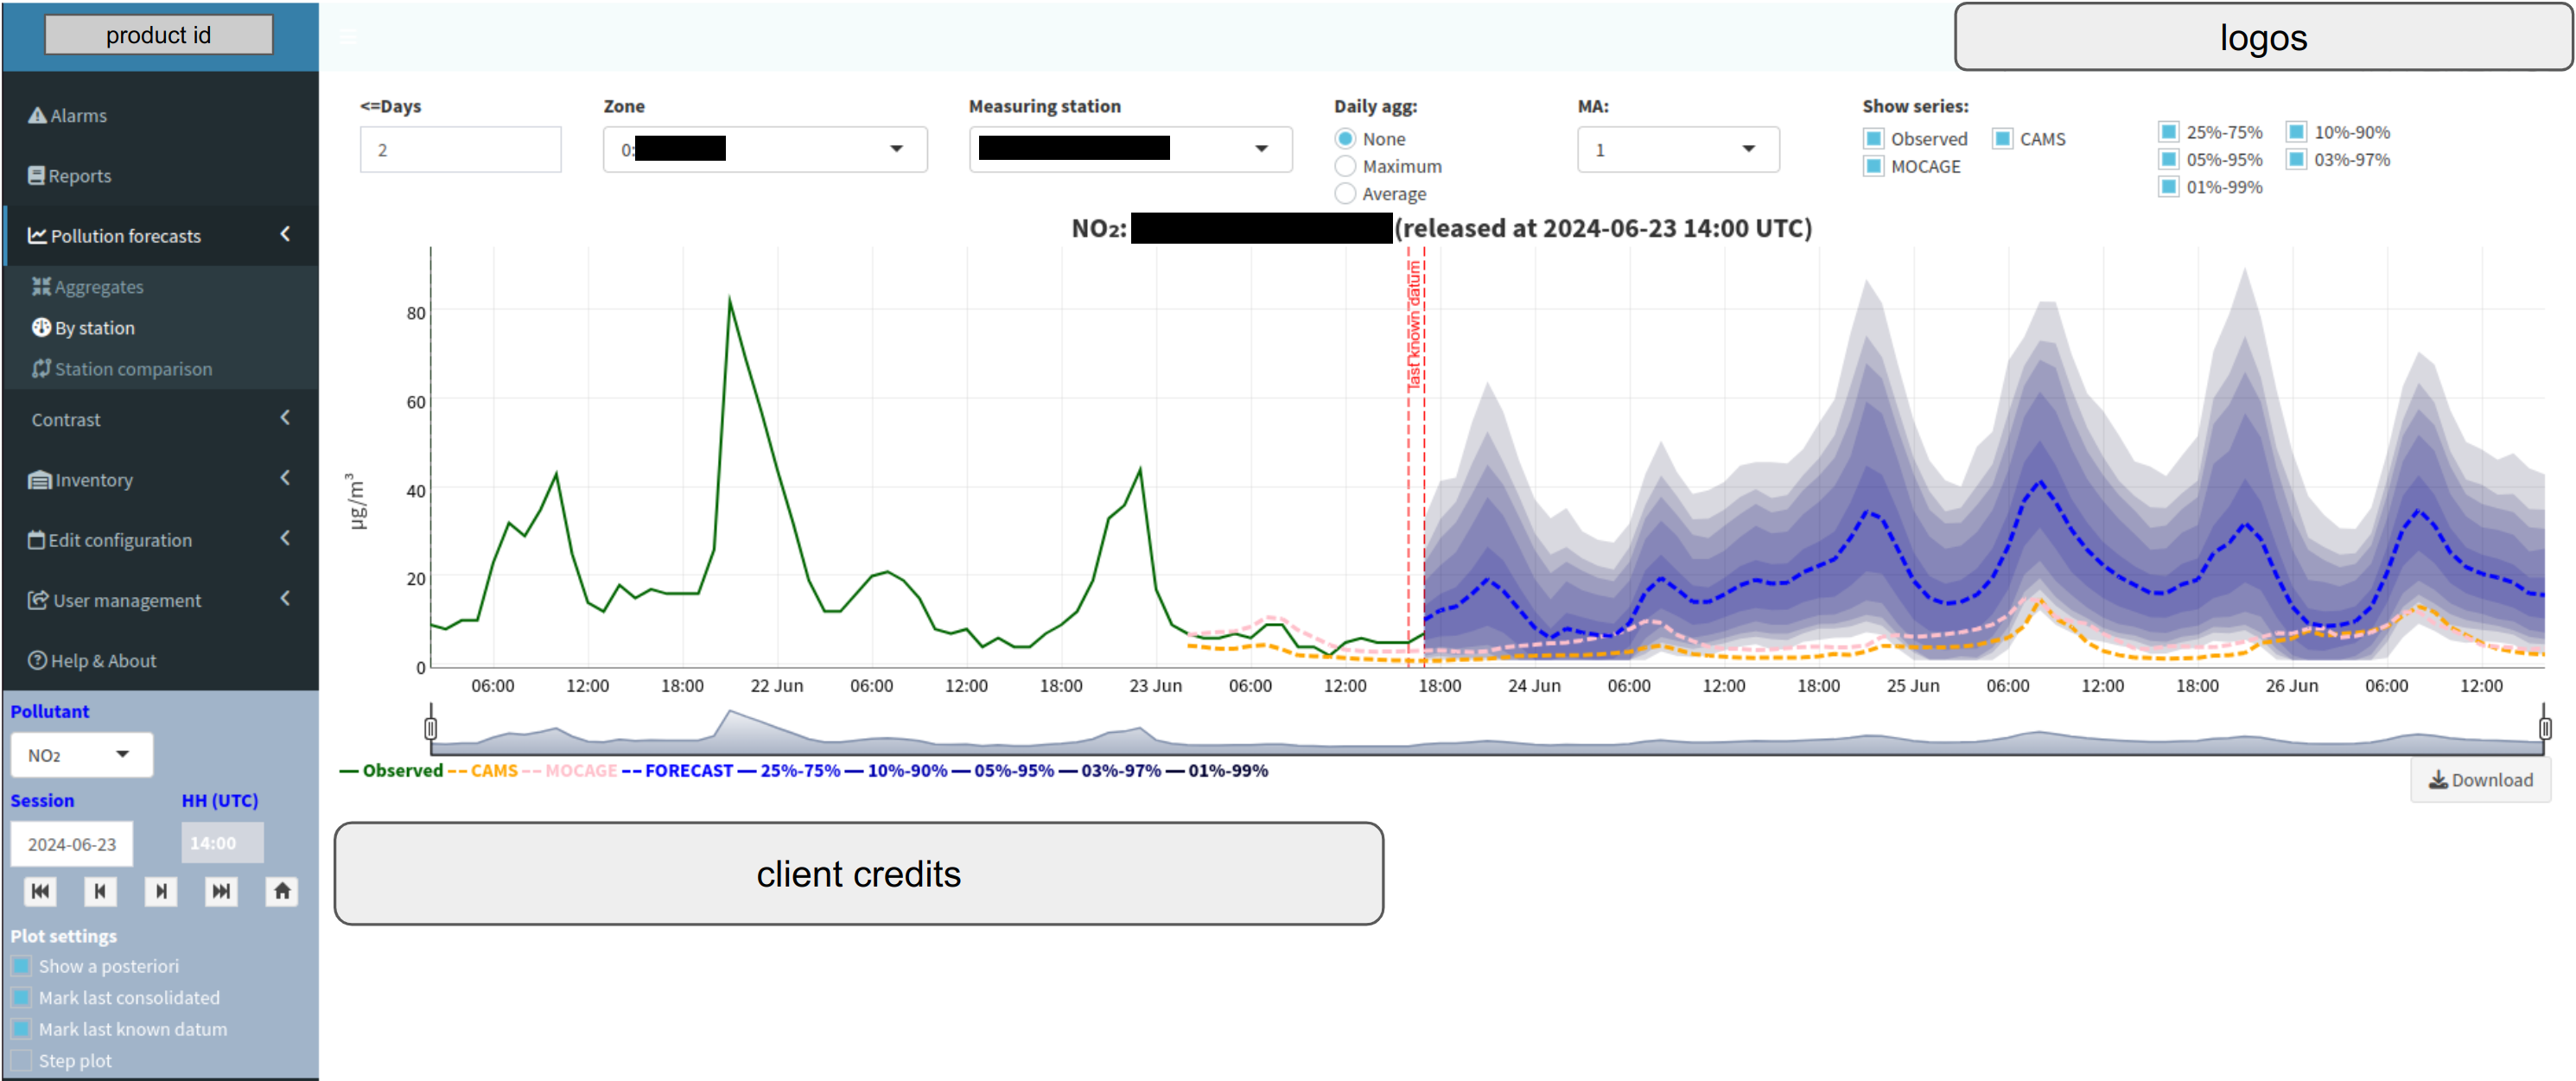 product id
logos
Alarms
Reports
Pollution forecasts
Aggregates
By station
Station comparison
Contrast
Inventory
Edit configuration
User management
Help & About
Pollutant
NO₂
Session HH (UTC)
2024-06-23 14:00
Plot settings
Show a posteriori
Mark last consolidated
Mark last known datum
Step plot
<=Days Zone Measuring station Daily agg: MA: Show series:
2 0: 1
None
Maximum
Average
Observed CAMS
MOCAGE
25%-75% 10%-90%
05%-95% 03%-97%
01%-99%
NO₂: (released at 2024-06-23 14:00 UTC)
last known datum
µg/m³
80
60
40
20
0
06:00 12:00 18:00 22 Jun 06:00 12:00 18:00 23 Jun 06:00 12:00 18:00 24 Jun 06:00 12:00 18:00 25 Jun 06:00 12:00 18:00 26 Jun 06:00 12:00
Observed CAMS MOCAGE FORECAST 25%-75% 10%-90% 05%-95% 03%-97% 01%-99%
Download
client credits